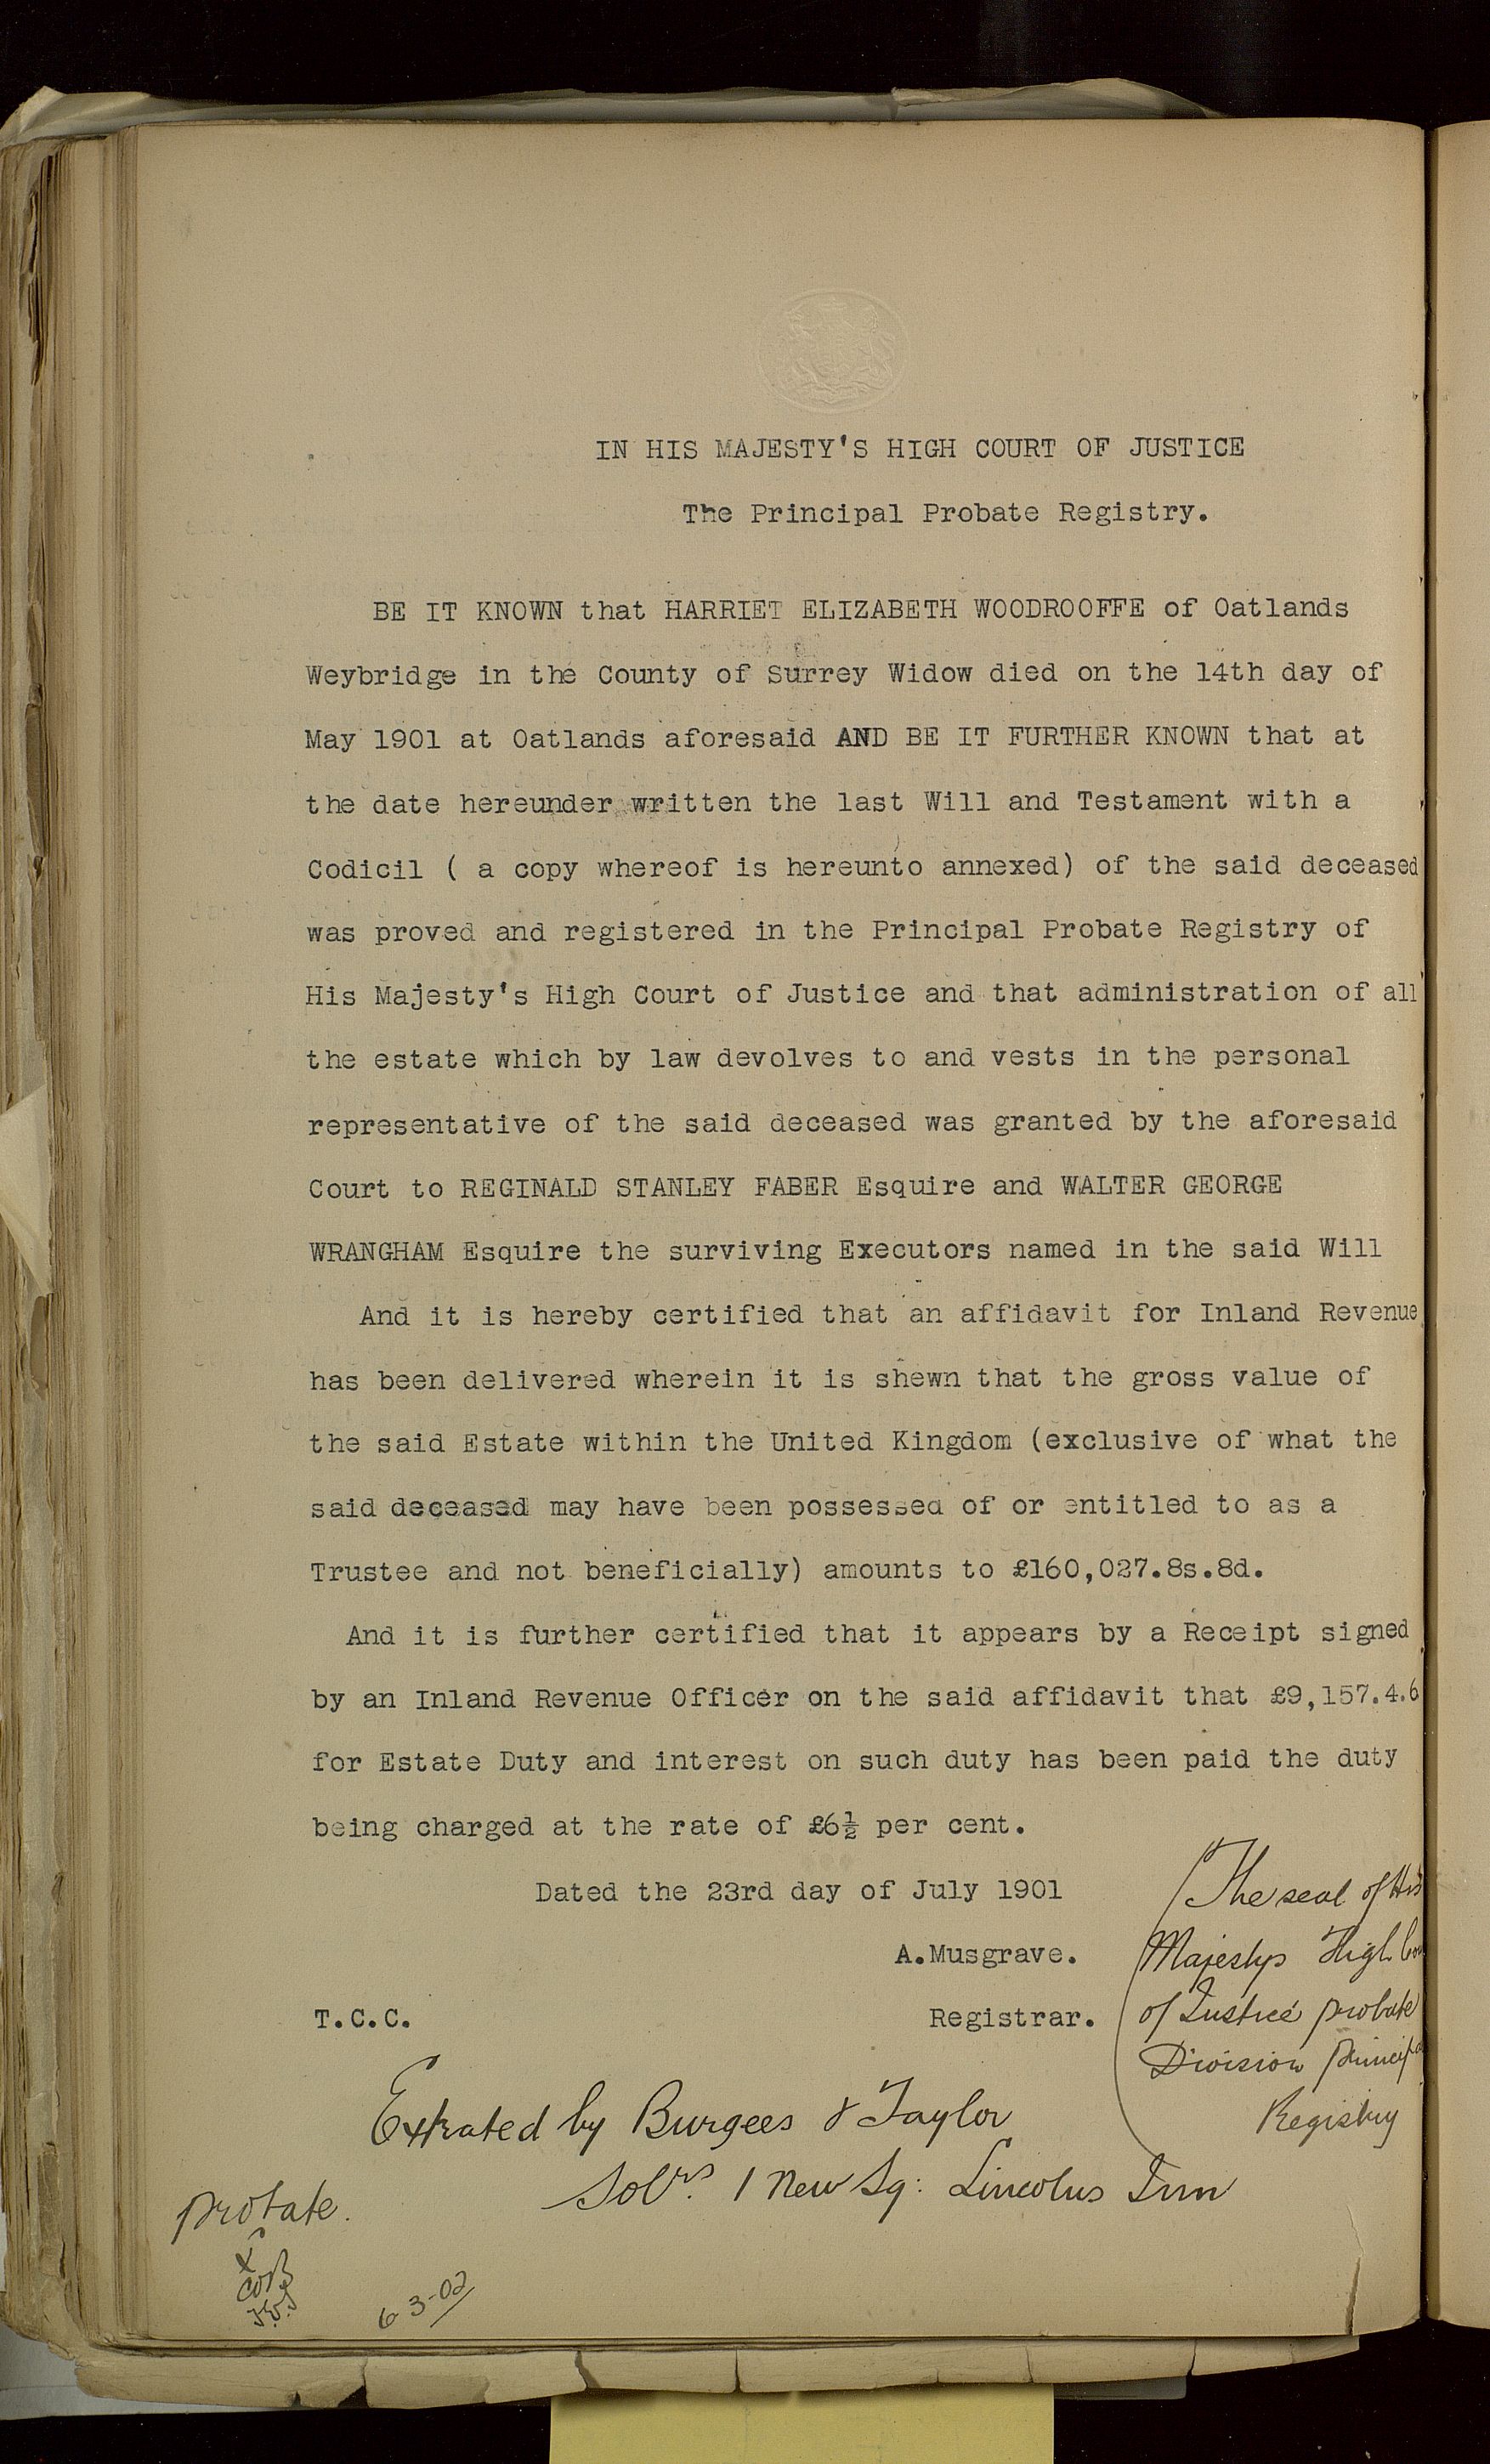 IN HIS MAJESTY'S HIGH COURT OF JUSTICE
The Principal Probate Registry.
BE IT KNOWN that HARRIET ELIZABETH WOODROOFFE of Oatlands
Weybridge in the County of Surrey Widow died on the 14th day of
May 1901 at Oatlands aforesaid AND BE IT FURTHER KNOWN that at
the date hereunder written the last Will and Testament with a
Codicil ( a copy whereof is hereunto annexed) of the said deceased
was proved and registered in the Principal Probate Registry of
His Majesty's High Court of Justice and that administration of all
the estate which by law devolves to and vests in the personal
representative of the said deceased was granted by the aforesaid
Court to REGINALD STANLEY FABER Esquire and WALTER GEORGE
WRANGHAM Esquire the surviving Executors named in the said Will
And it is hereby certified that an affidavit for Inland Revenue
has been delivered wherein it is shewn that the gross value of
the said Estate within the United Kingdom (exclusive of what the
said deceased may have been possessed of or entitled to as a
Trustee and not beneficially) amounts to £160,027.8s.8d.
And it is further certified that it appears by a Receipt signed
by an Inland Revenue Officer on the said affidavit that £9,157.4.6
for Estate Duty and interest on such duty has been paid the duty
being charged at the rate of £6½ per cent.
Dated the 23rd day of July 1901
A.Musgrave.
T.C.C. Registrar.
(The seal of His
Majestys High Cou
of Justice probate
Division Principa
Registry
Extrated by Burgees & Taylor
Solrs. 1 New Sq: Lincolns Inn
Probate.
6-3-02